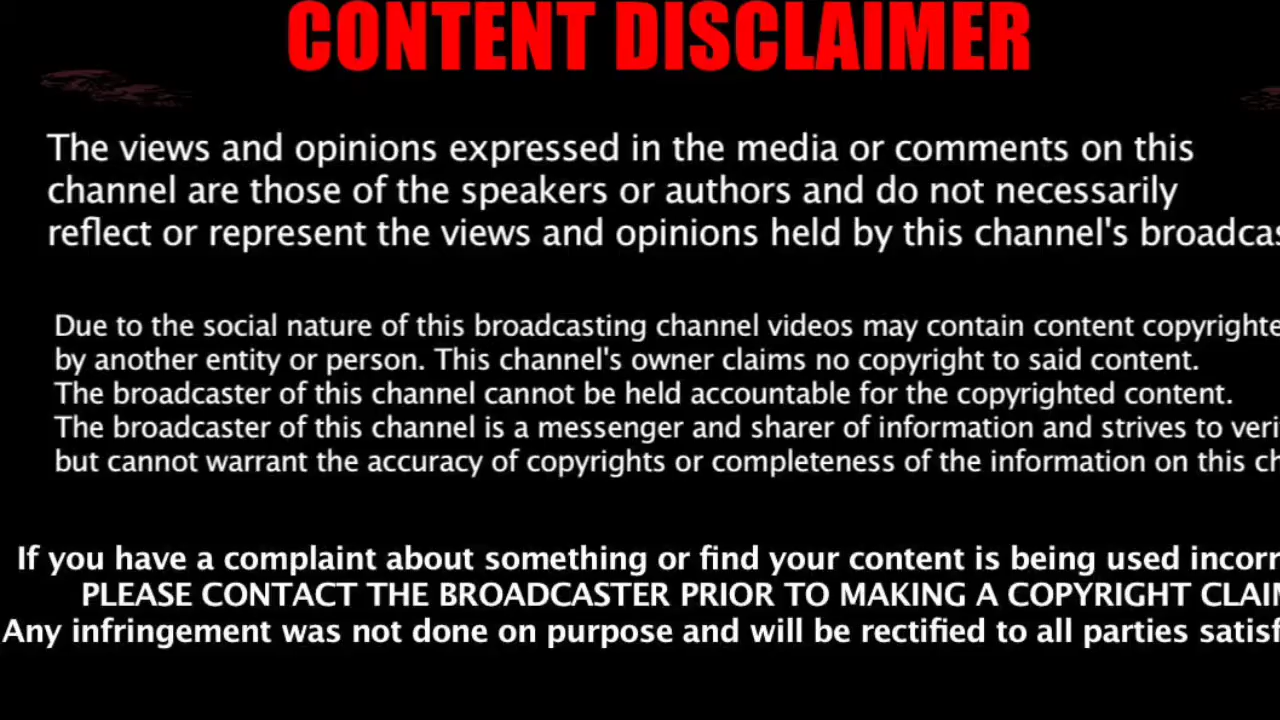 CONTENT DISCLAIMER
The views and opinions expressed in the media or comments on this
channel are those of the speakers or authors and do not necessarily
reflect or represent the views and opinions held by this channel's broadcas
Due to the social nature of this broadcasting channel videos may contain content copyrighte
by another entity or person. This channel's owner claims no copyright to said content.
The broadcaster of this channel cannot be held accountable for the copyrighted content.
The broadcaster of this channel is a messenger and sharer of information and strives to veri
but cannot warrant the accuracy of copyrights or completeness of the information on this ch
If you have a complaint about something or find your content is being used incorr
PLEASE CONTACT THE BROADCASTER PRIOR TO MAKING A COPYRIGHT CLAIM
Any infringement was not done on purpose and will be rectified to all parties satisf